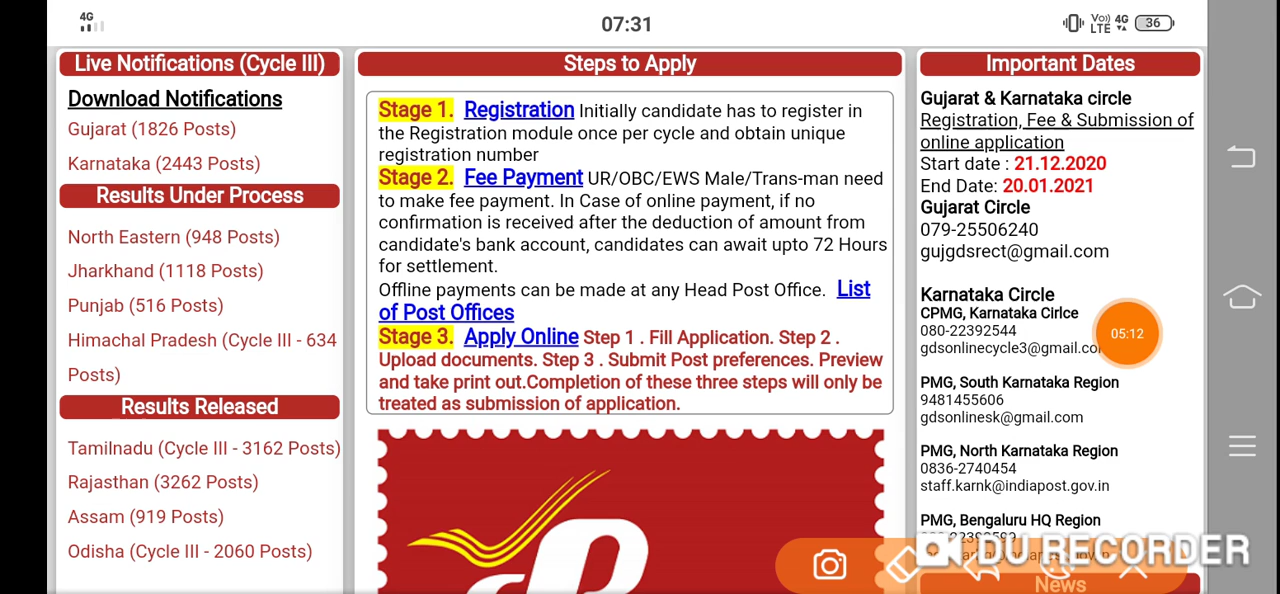 4G
07:31
Vo)) LTE 4G
36
Live Notifications (Cycle III)
Download Notifications
Gujarat (1826 Posts)
Karnataka (2443 Posts)
Results Under Process
North Eastern (948 Posts)
Jharkhand (1118 Posts)
Punjab (516 Posts)
Himachal Pradesh (Cycle III - 634
Posts)
Results Released
Tamilnadu (Cycle III - 3162 Posts)
Rajasthan (3262 Posts)
Assam (919 Posts)
Odisha (Cycle III - 2060 Posts)
Steps to Apply
Stage 1. Registration Initially candidate has to register in
the Registration module once per cycle and obtain unique
registration number
Stage 2. Fee Payment UR/OBC/EWS Male/Trans-man need
to make fee payment. In Case of online payment, if no
confirmation is received after the deduction of amount from
candidate's bank account, candidates can await upto 72 Hours
for settlement.
Offline payments can be made at any Head Post Office. List
of Post Offices
Stage 3. Apply Online Step 1 . Fill Application. Step 2 .
Upload documents. Step 3 . Submit Post preferences. Preview
and take print out.Completion of these three steps will only be
treated as submission of application.
Important Dates
Gujarat & Karnataka circle
Registration, Fee & Submission of
online application
Start date : 21.12.2020
End Date: 20.01.2021
Gujarat Circle
079-25506240
gujgdsrect@gmail.com
Karnataka Circle
CPMG, Karnataka Cirlce
080-22392544
gdsonlinecycle3@gmail.co
05:12
PMG, South Karnataka Region
9481455606
gdsonlinesk@gmail.com
PMG, North Karnataka Region
0836-2740454
staff.karnk@indiapost.gov.in
PMG, Bengaluru HQ Region
DU RECORDER
News